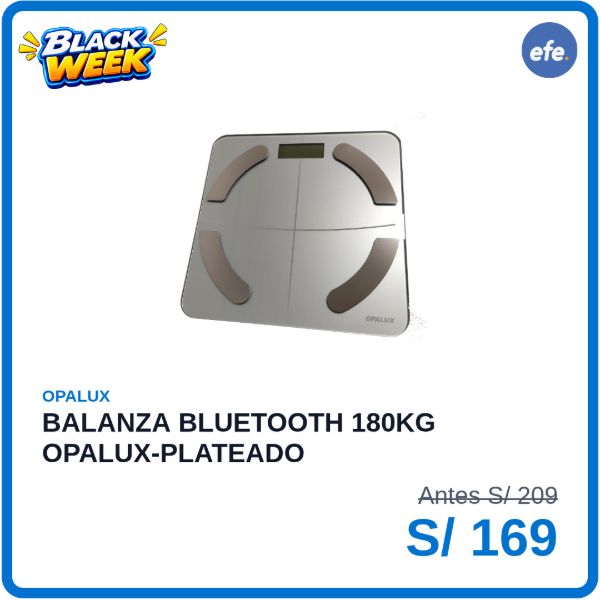 BLACK
WEEK
efe.
OPALUX
OPALUX
BALANZA BLUETOOTH 180KG
OPALUX-PLATEADO
Antes S/ 209
S/ 169